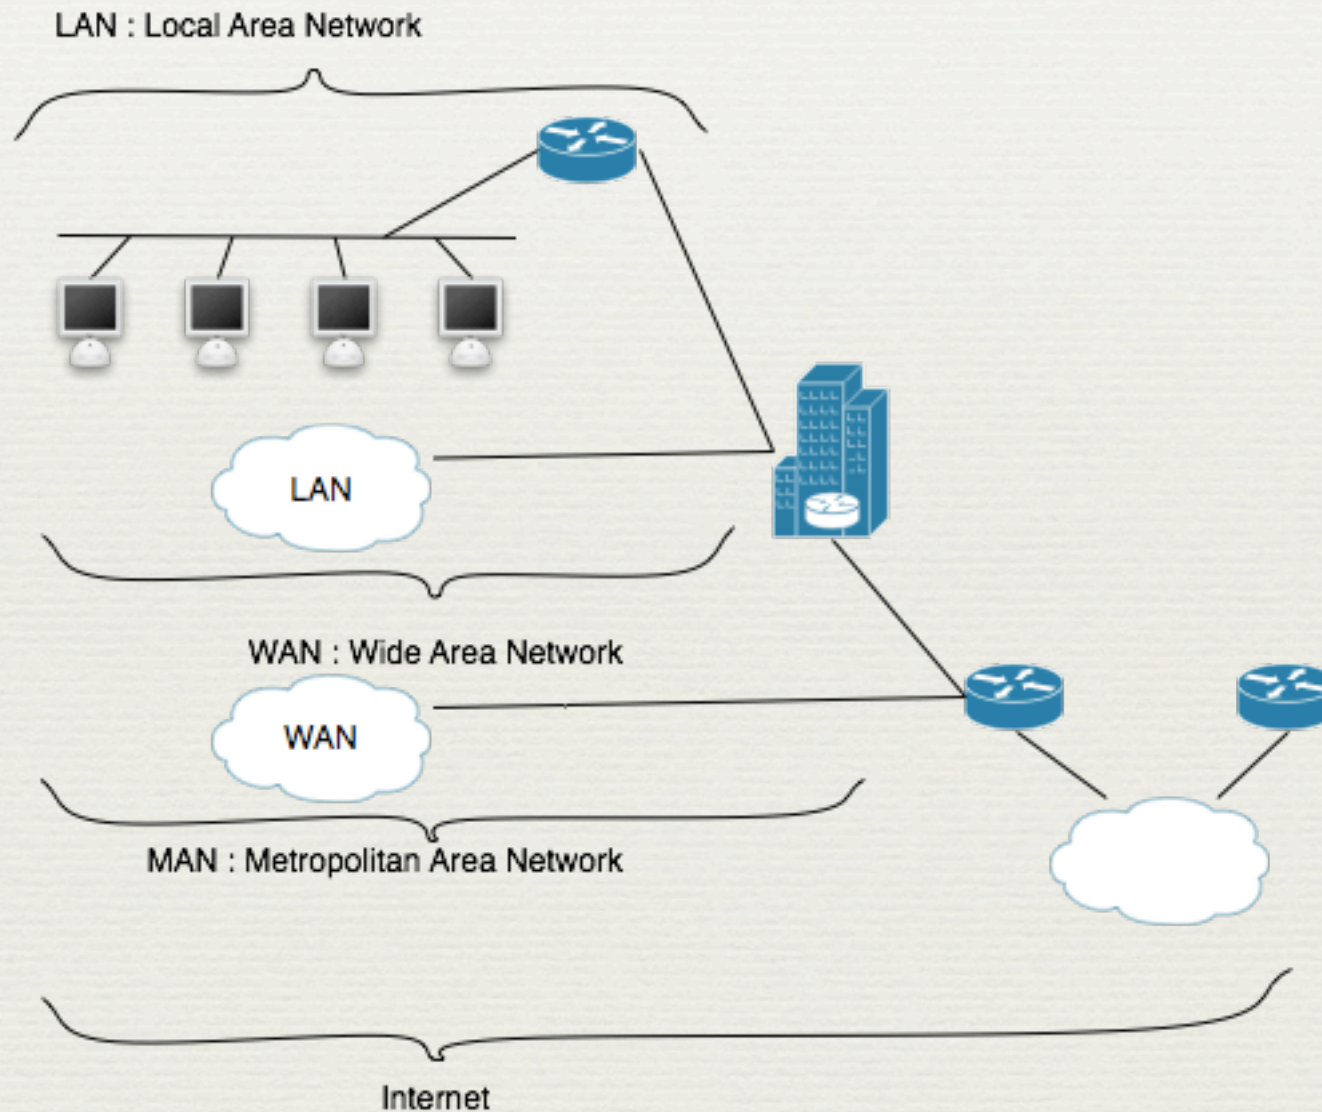 LAN : Local Area Network
LAN
WAN : Wide Area Network
WAN
MAN : Metropolitan Area Network
Internet